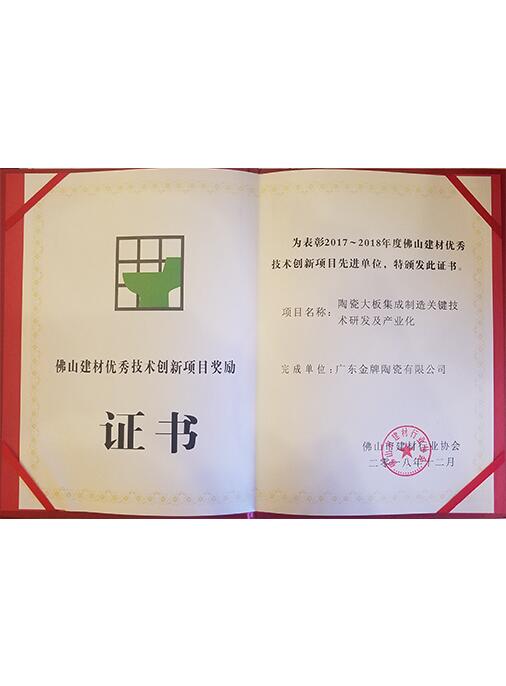 佛山建材优秀技术创新项目奖励
证书
为表彰2017～2018年度佛山建材优秀
技术创新项目先进单位，特颁发此证书。
项目名称：陶瓷大板集成制造关键技
术研发及产业化
完成单位：广东金牌陶瓷有限公司
佛山市建材行业协会
二零一八年十二月